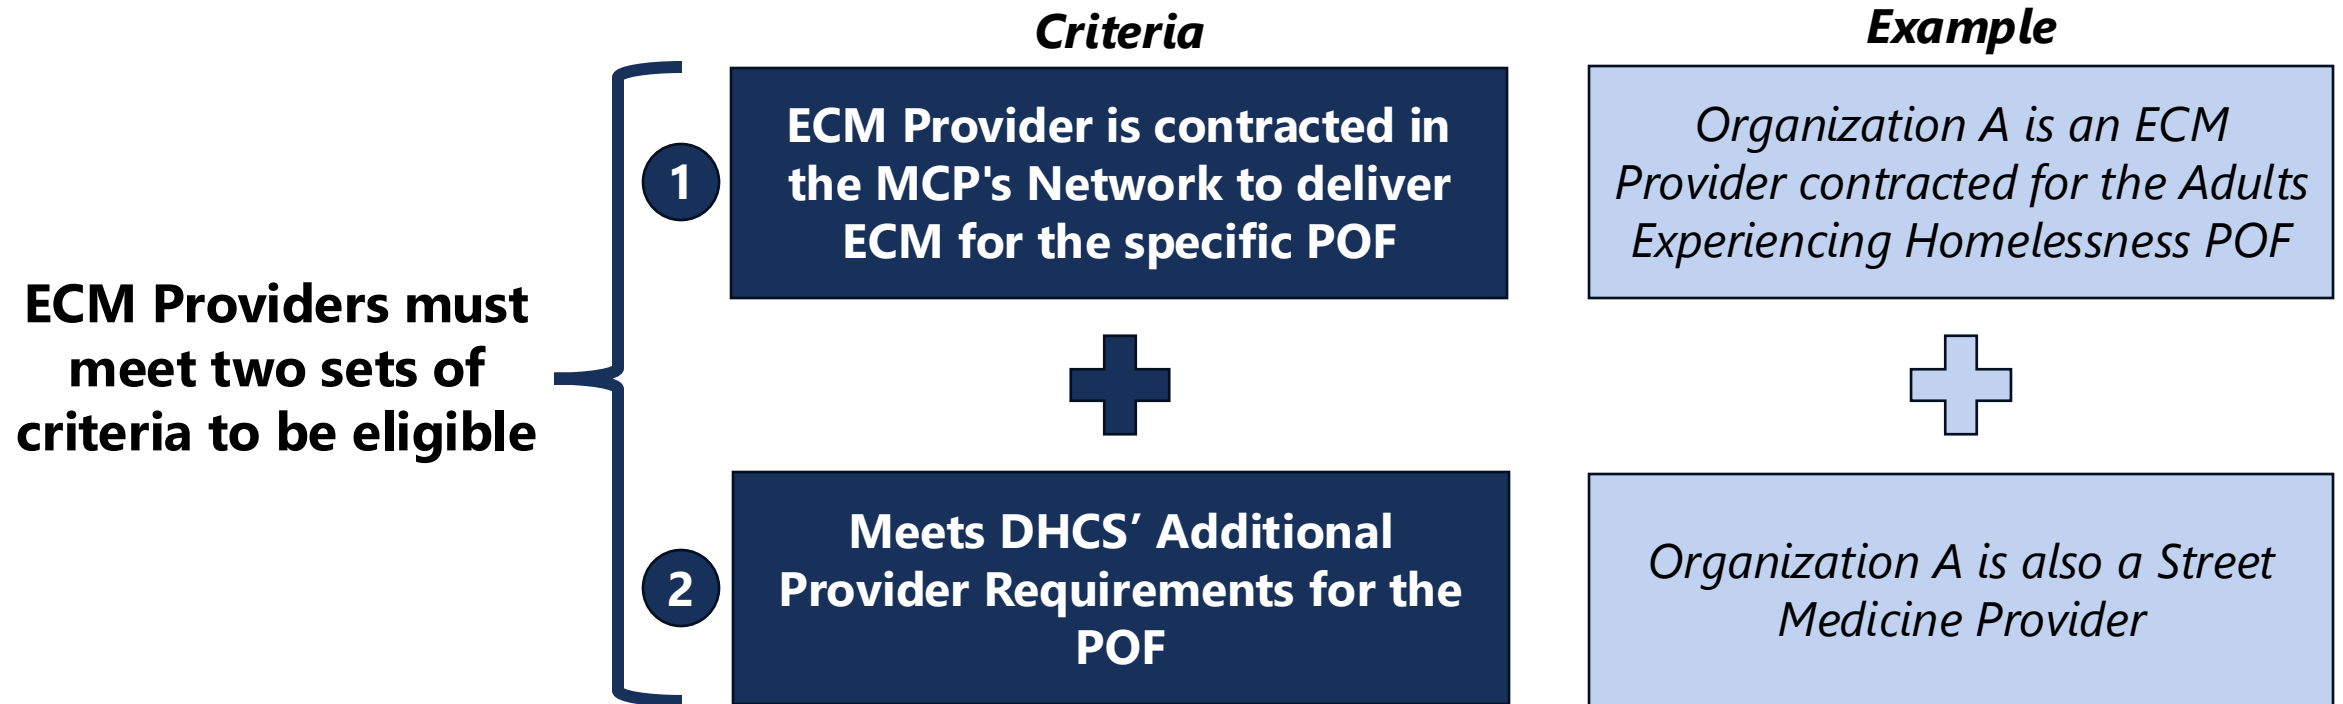 ECM Providers must
meet two sets of
criteria to be eligible
Criteria
1
ECM Provider is contracted in
the MCP's Network to deliver
ECM for the specific POF
2
Meets DHCS’ Additional
Provider Requirements for the
POF
Example
Organization A is an ECM
Provider contracted for the Adults
Experiencing Homelessness POF
Organization A is also a Street
Medicine Provider